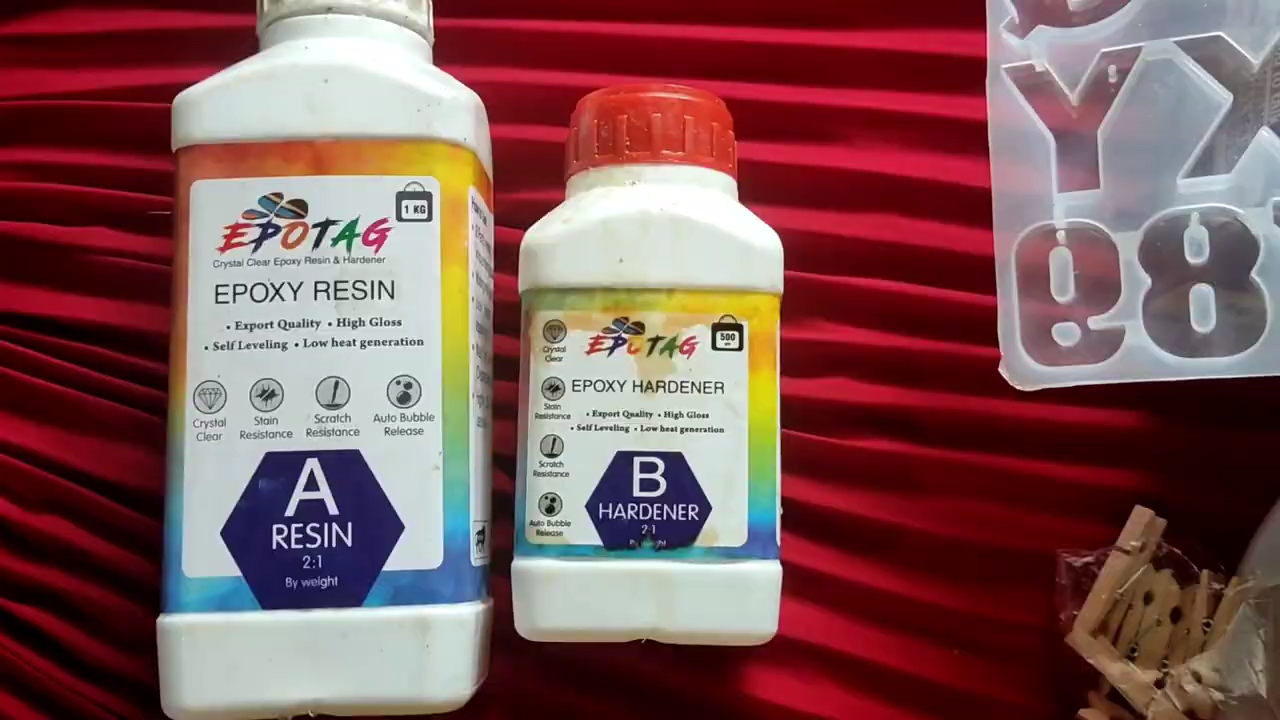 1 KG
EPOTAG
Crystal Clear Epoxy Resin & Hardener
EPOXY RESIN
• Export Quality • High Gloss
• Self Leveling • Low heat generation
Crystal Clear
Stain Resistance
Scratch Resistance
Auto Bubble Release
A
RESIN
2:1
By weight
500
EPOTAG
EPOXY HARDENER
• Export Quality • High Gloss
• Self Leveling • Low heat generation
Crystal Clear
Stain Resistance
Scratch Resistance
Auto Bubble Release
B
HARDENER
2:1
Y
Z
9
8